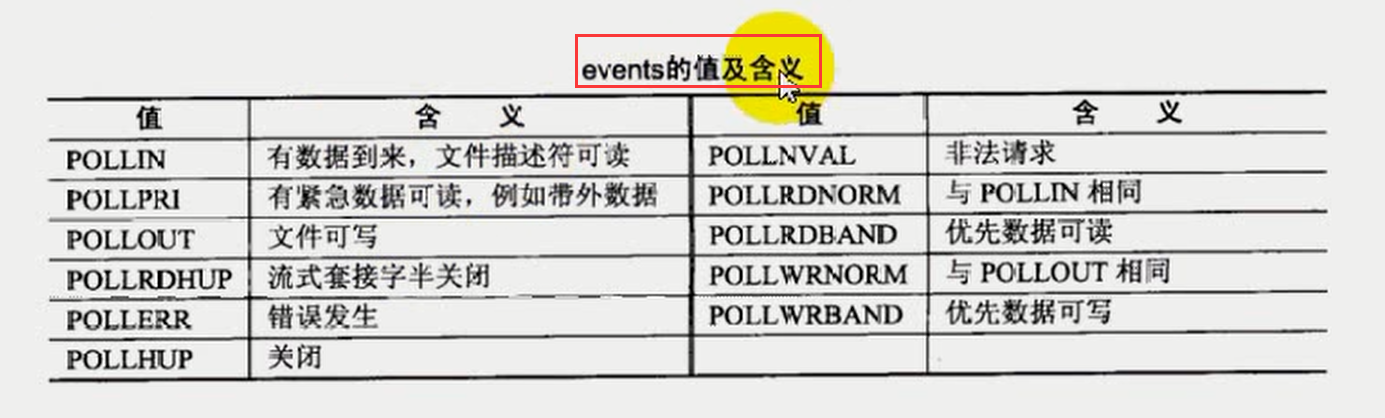 events的值及含义
值 含 义 值 含 义
POLLIN 有数据到来，文件描述符可读 POLLNVAL 非法请求
POLLPRI 有紧急数据可读，例如带外数据 POLLRDNORM 与 POLLIN 相同
POLLOUT 文件可写 POLLRDBAND 优先数据可读
POLLRDHUP 流式套接字半关闭 POLLWRNORM 与 POLLOUT 相同
POLLERR 错误发生 POLLWRBAND 优先数据可写
POLLHUP 关闭